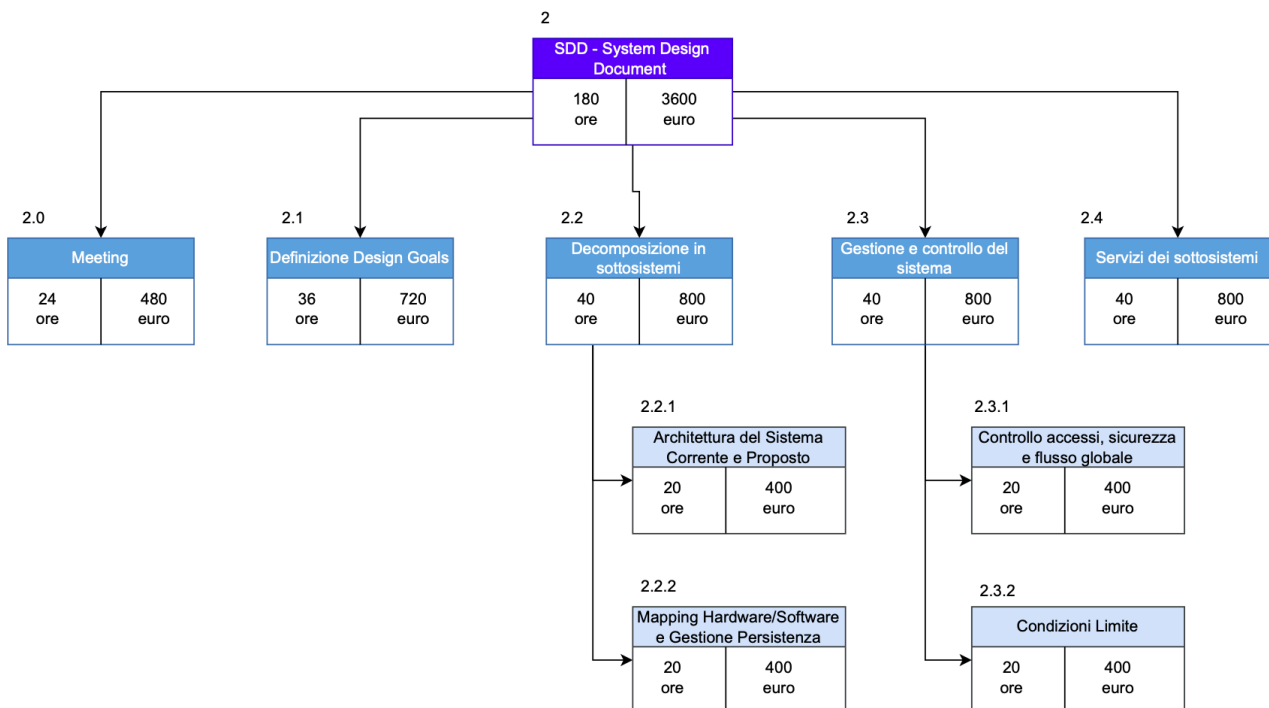 2
SDD - System Design
Document
180
ore
3600
euro
2.0
Meeting
24
ore
480
euro
2.1
Definizione Design Goals
36
ore
720
euro
2.2
Decomposizione in
sottosistemi
40
ore
800
euro
2.3
Gestione e controllo del
sistema
40
ore
800
euro
2.4
Servizi dei sottosistemi
40
ore
800
euro
2.2.1
Architettura del Sistema
Corrente e Proposto
20
ore
400
euro
2.3.1
Controllo accessi, sicurezza
e flusso globale
20
ore
400
euro
2.2.2
Mapping Hardware/Software
e Gestione Persistenza
20
ore
400
euro
2.3.2
Condizioni Limite
20
ore
400
euro